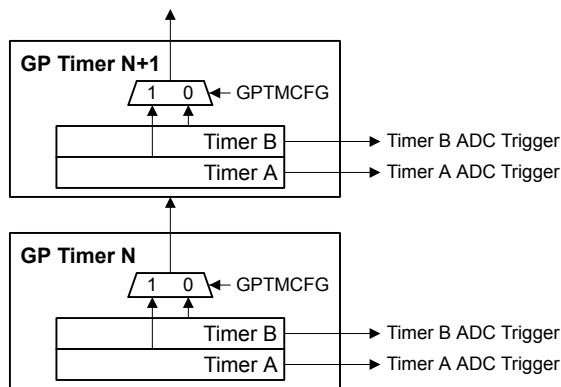 GP Timer N+1
1 0 GPTMCFG
Timer B Timer B ADC Trigger
Timer A Timer A ADC Trigger
GP Timer N
1 0 GPTMCFG
Timer B Timer B ADC Trigger
Timer A Timer A ADC Trigger